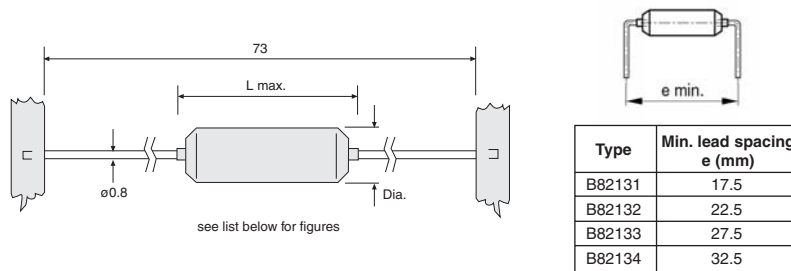 73
L max.
ø0.8
Dia.
see list below for figures
e min.
Type Min. lead spacing e (mm)
B82131 17.5
B82132 22.5
B82133 27.5
B82134 32.5